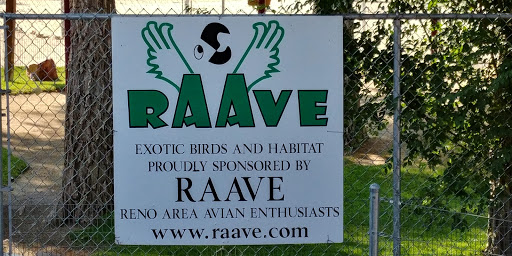 RAAVE
EXOTIC BIRDS AND HABITAT
PROUDLY SPONSORED BY
RAAVE
RENO AREA AVIAN ENTHUSIASTS
www.raave.com